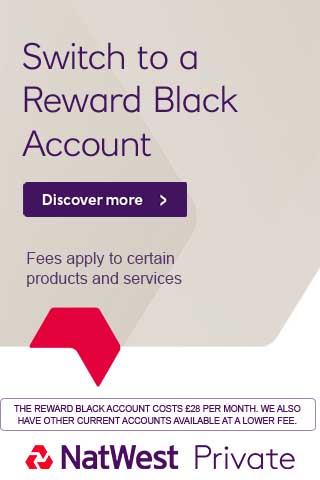 Switch to a
Reward Black
Account
Discover more >
Fees apply to certain
products and services
THE REWARD BLACK ACCOUNT COSTS £28 PER MONTH. WE ALSO
HAVE OTHER CURRENT ACCOUNTS AVAILABLE AT A LOWER FEE.
NatWest Private